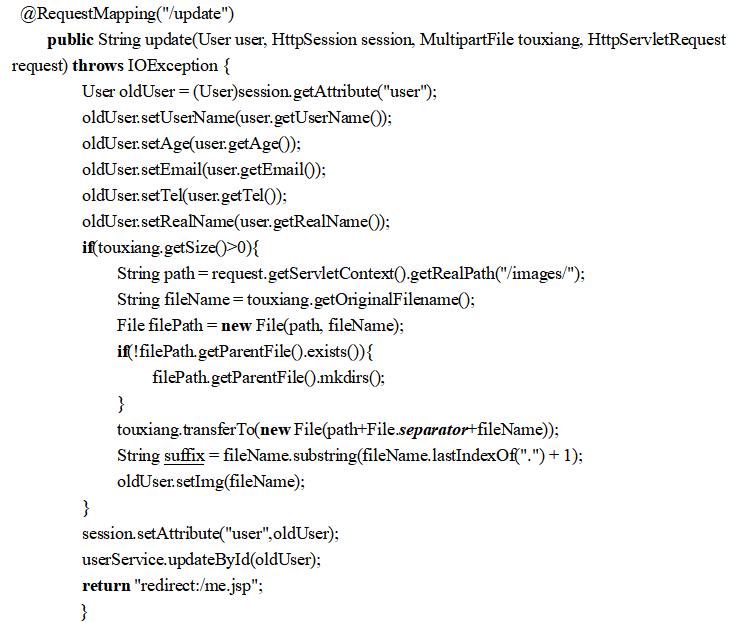 @RequestMapping("/update")
public String update(User user, HttpSession session, MultipartFile touxiang, HttpServletRequest
request) throws IOException {
User oldUser = (User)session.getAttribute("user");
oldUser.setUserName(user.getUserName());
oldUser.setAge(user.getAge());
oldUser.setEmail(user.getEmail());
oldUser.setTel(user.getTel());
oldUser.setRealName(user.getRealName());
if(touxiang.getSize()>0){
String path = request.getServletContext().getRealPath("/images/");
String fileName = touxiang.getOriginalFilename();
File filePath = new File(path, fileName);
if(!filePath.getParentFile().exists()){
filePath.getParentFile().mkdirs();
}
touxiang.transferTo(new File(path+File.separator+fileName));
String suffix = fileName.substring(fileName.lastIndexOf(".") + 1);
oldUser.setImg(fileName);
}
session.setAttribute("user",oldUser);
userService.updateById(oldUser);
return "redirect:/me.jsp";
}